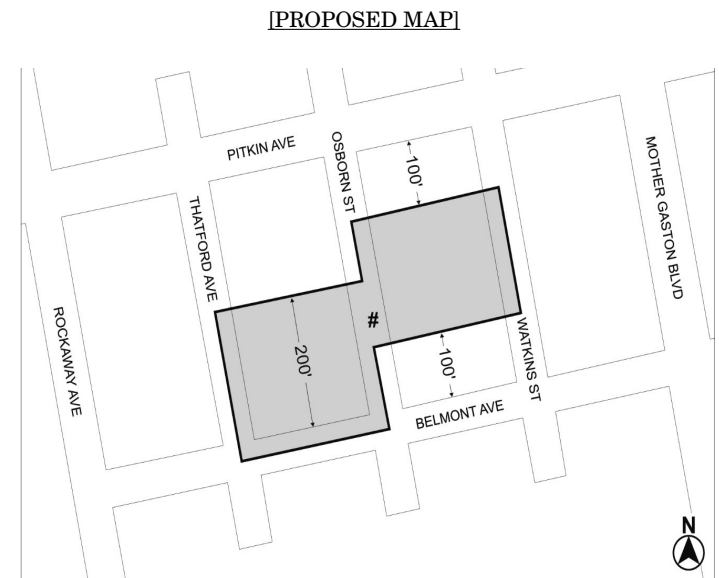 [PROPOSED MAP]
PITKIN AVE
OSBORN ST
100'
MOTHER GASTON BLVD
THATFORD AVE
ROCKAWAY AVE
#
200'
100'
WATKINS ST
BELMONT AVE
N